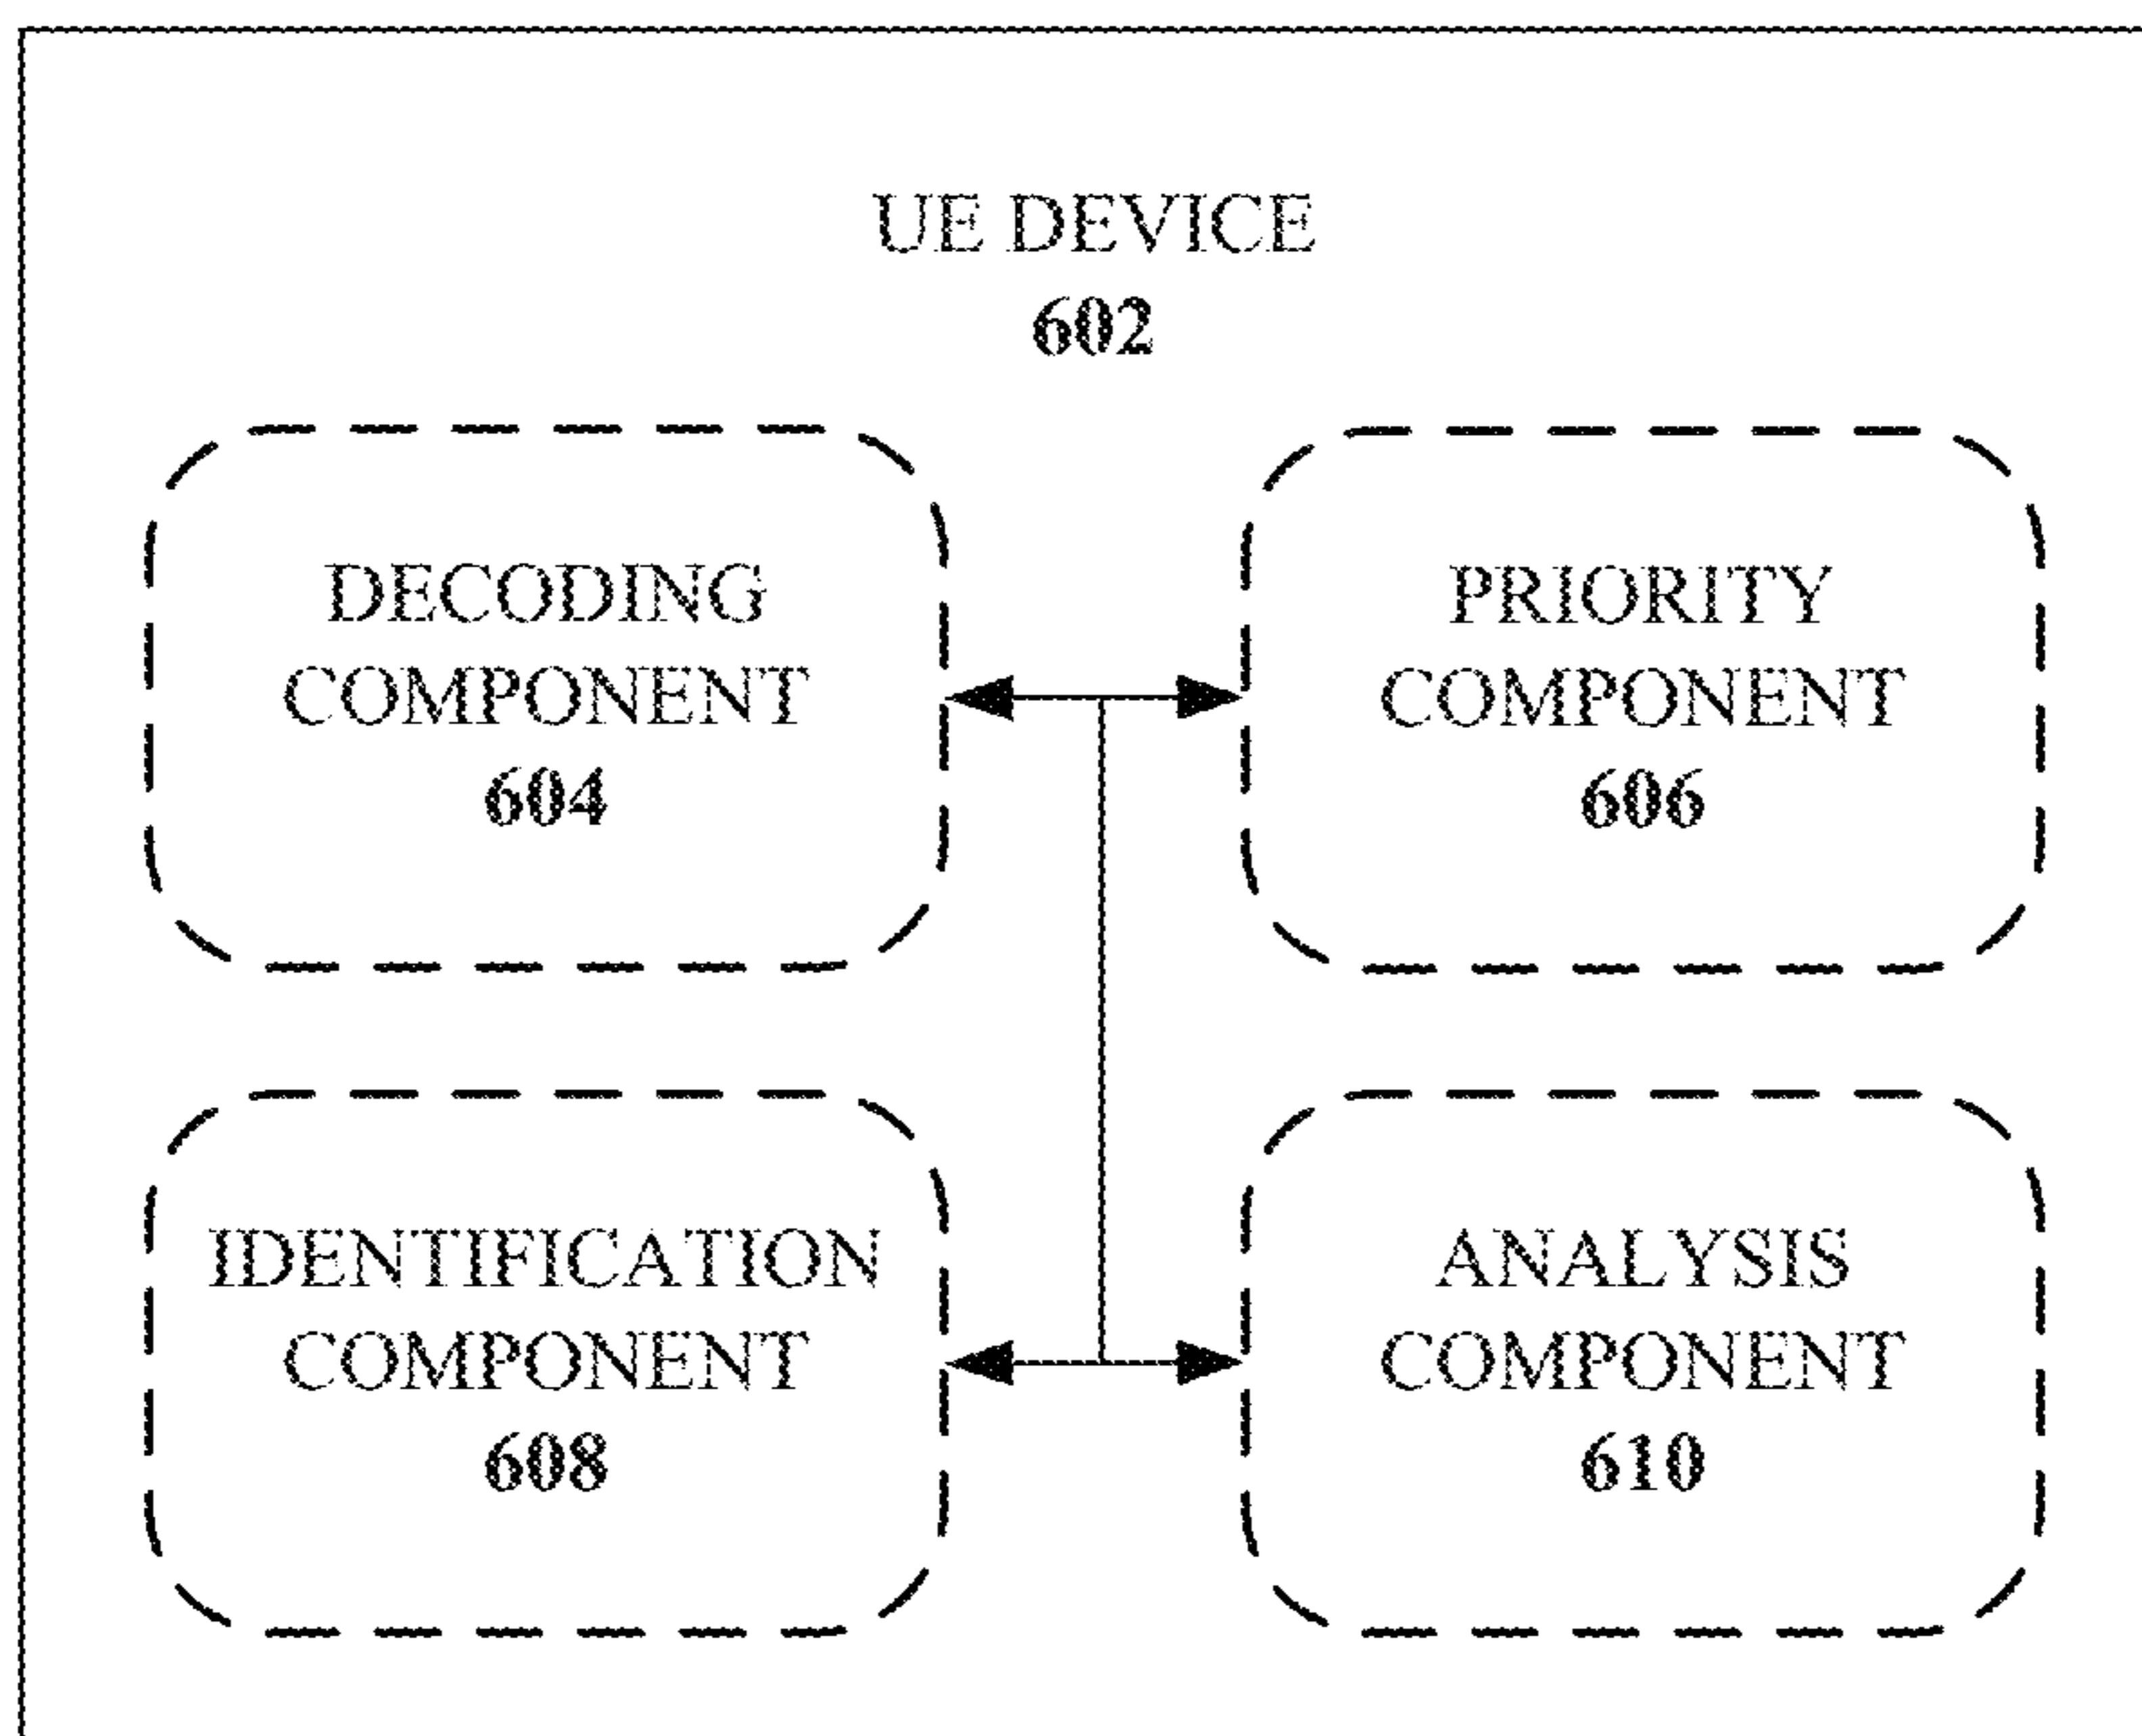 UE DEVICE
602
DECODING
COMPONENT
604
PRIORITY
COMPONENT
606
IDENTIFICATION
COMPONENT
608
ANALYSIS
COMPONENT
610